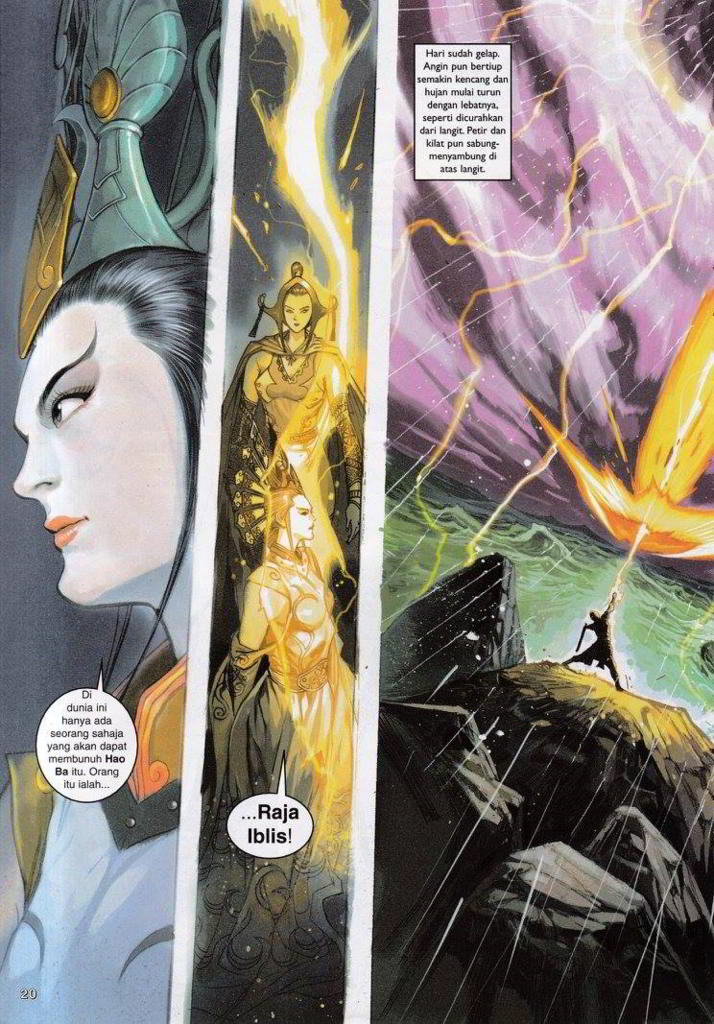 Di
dunia ini
hanya ada
seorang sahaja
yang akan dapat
membunuh Hao
Ba itu. Orang
itu ialah...
...Raja
Iblis!
Hari sudah gelap.
Angin pun bertiup
semakin kencang dan
hujan mulai turun
dengan lebatnya,
seperti dicurahkan
dari langit. Petir dan
kilat pun sabung-
menyambung di
atas langit.
20